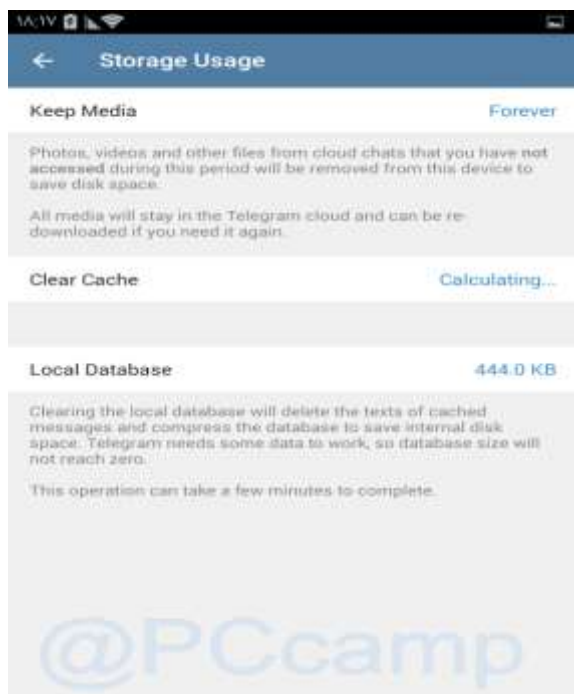 ۱۸:۱۷
Storage Usage
Keep Media Forever
Photos, videos and other files from cloud chats that you have not
accessed during this period will be removed from this device to
save disk space.
All media will stay in the Telegram cloud and can be re-
downloaded if you need it again.
Clear Cache Calculating...
Local Database 444.0 KB
Clearing the local database will delete the texts of cached
messages and compress the database to save internal disk
space. Telegram needs some data to work, so database size will
not reach zero.
This operation can take a few minutes to complete.
@PCcamp